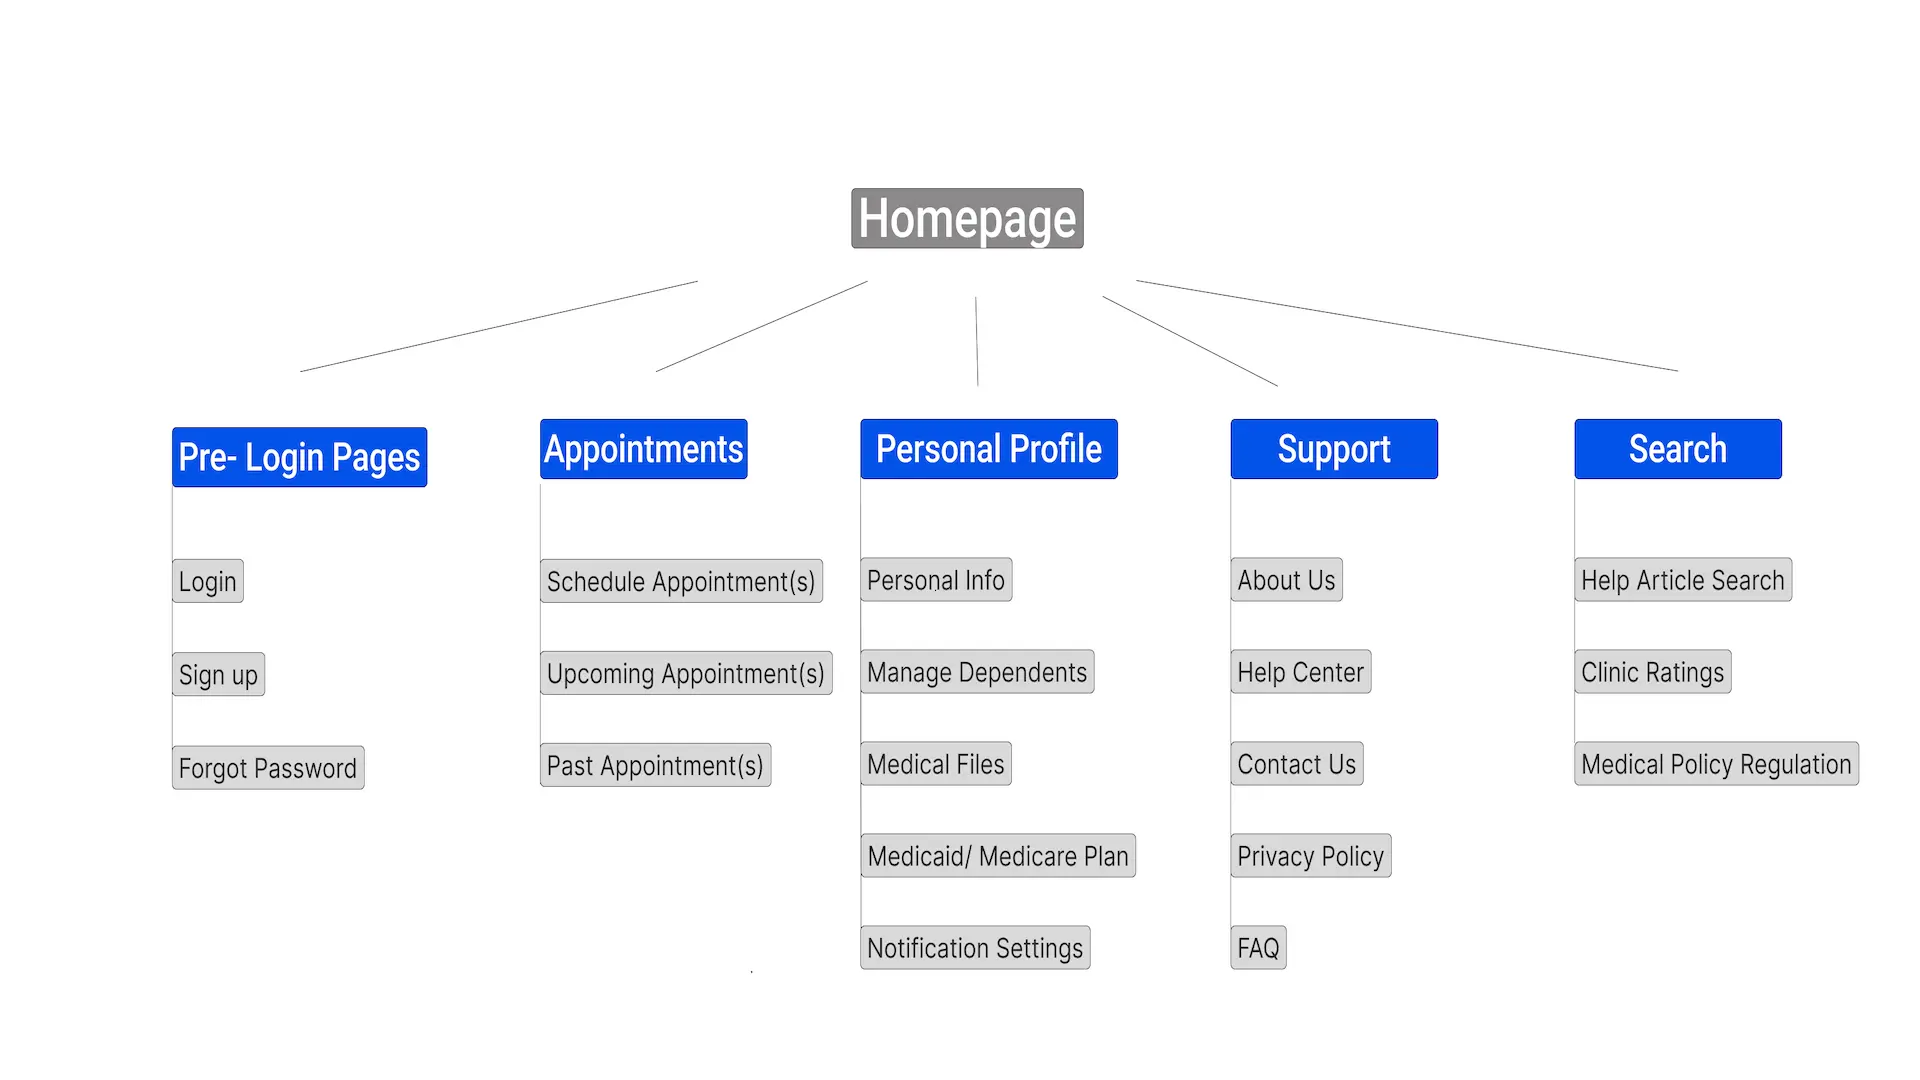 Homepage
Pre- Login Pages
Login
Sign up
Forgot Password
Appointments
Schedule Appointment(s)
Upcoming Appointment(s)
Past Appointment(s)
Personal Profile
Personal Info
Manage Dependents
Medical Files
Medicaid/ Medicare Plan
Notification Settings
Support
About Us
Help Center
Contact Us
Privacy Policy
FAQ
Search
Help Article Search
Clinic Ratings
Medical Policy Regulation